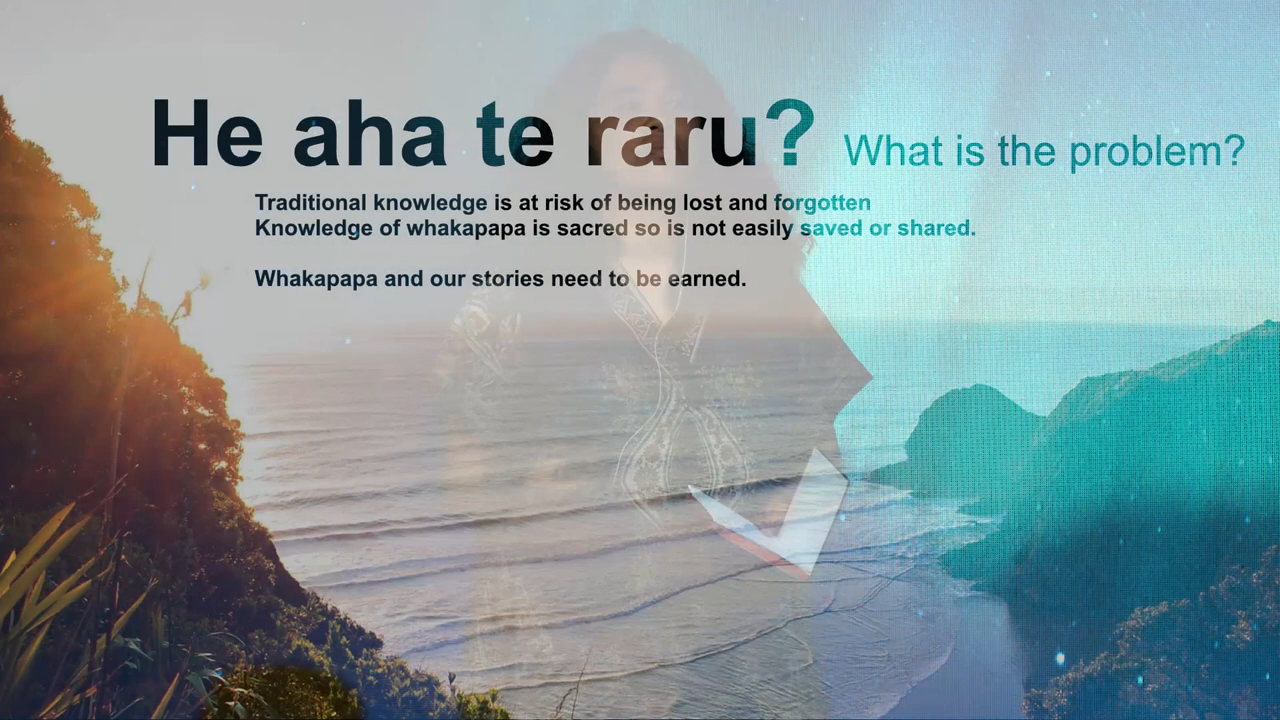 He aha te raru? What is the problem?
Traditional knowledge is at risk of being lost and forgotten
Knowledge of whakapapa is sacred so is not easily saved or shared.
Whakapapa and our stories need to be earned.